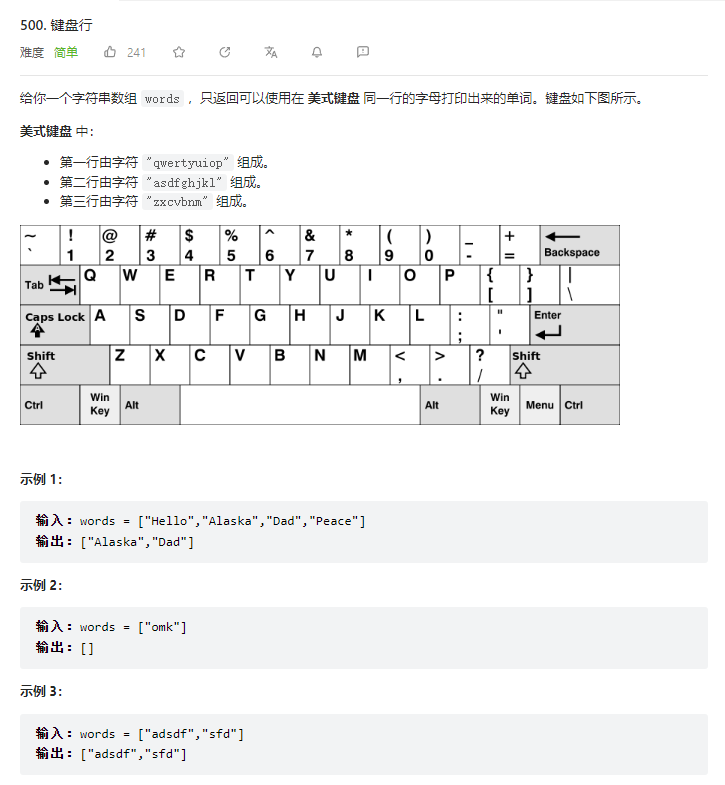 500. 键盘行
难度 简单 241
给你一个字符串数组 words ，只返回可以使用在 美式键盘 同一行的字母打印出来的单词。键盘如下图所示。
美式键盘 中：
第一行由字符 "qwertyuiop" 组成。
第二行由字符 "asdfghjkl" 组成。
第三行由字符 "zxcvbnm" 组成。
~ ! @ # $ % ^ & * ( ) _ +
` 1 2 3 4 5 6 7 8 9 0 - = Backspace
Tab Q W E R T Y U I O P { } |
[ ] \
Caps Lock A S D F G H J K L : " Enter
A ; '
Shift Z X C V B N M < > ? Shift
, . /
Ctrl Win Key Alt Alt Win Key Menu Ctrl
示例 1：
输入：words = ["Hello","Alaska","Dad","Peace"]
输出：["Alaska","Dad"]
示例 2：
输入：words = ["omk"]
输出：[]
示例 3：
输入：words = ["adsdf","sfd"]
输出：["adsdf","sfd"]